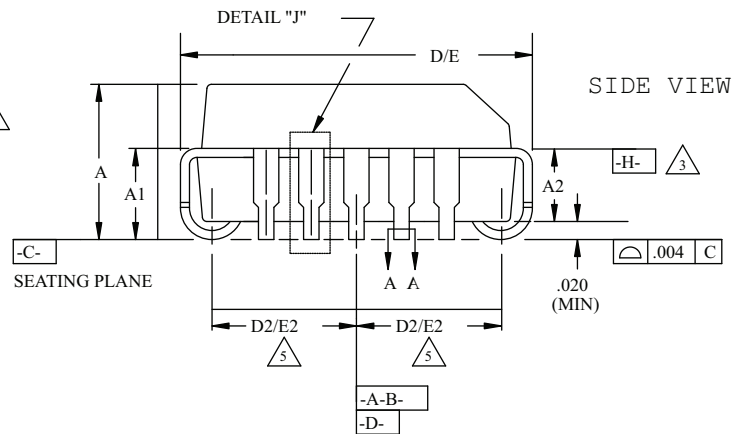 DETAIL "J"
D/E
SIDE VIEW
A
A1
A2
-H-
3
-C-
SEATING PLANE
A A
.020
(MIN)
.004 C
D2/E2
D2/E2
5
5
-A-B-
-D-